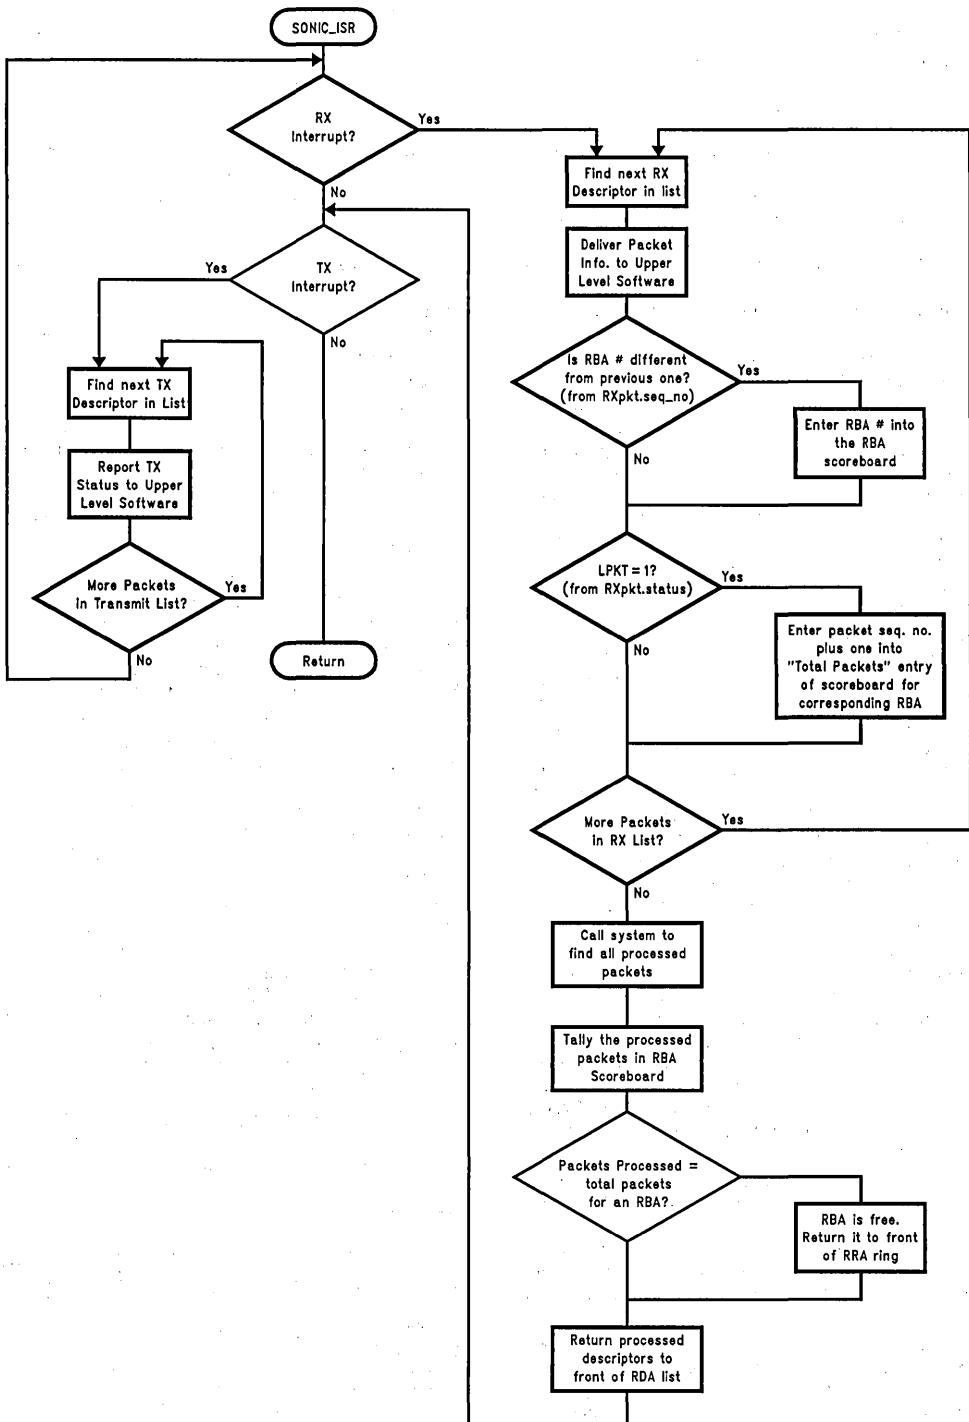 SONIC_ISR
RX
Interrupt?
Yes
No
TX
Interrupt?
Yes
No
Find next TX
Descriptor in List
Report TX
Status to Upper
Level Software
More Packets
in Transmit List?
Yes
No
Return
Find next RX
Descriptor in list
Deliver Packet
Info. to Upper
Level Software
Is RBA # different
from previous one?
(from RXpkt.seq_no)
Yes
No
Enter RBA # into
the RBA
scoreboard
LPKT = 1?
(from RXpkt.status)
Yes
No
Enter packet seq. no.
plus one into
"Total Packets" entry
of scoreboard for
corresponding RBA
More Packets
in RX List?
Yes
No
Call system to
find all processed
packets
Tally the processed
packets in RBA
Scoreboard
Packets Processed =
total packets
for an RBA?
RBA is free.
Return it to front
of RRA ring
Return processed
descriptors to
front of RDA list